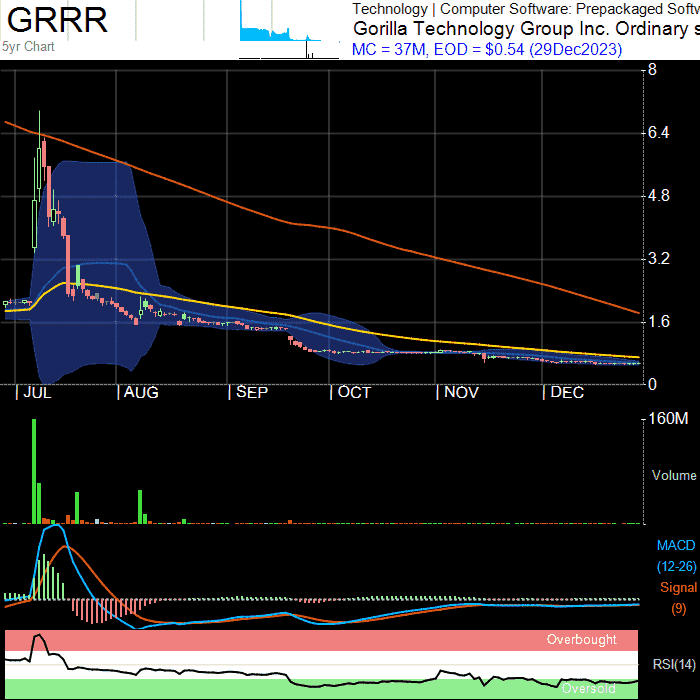 GRRR
5yr Chart
Technology | Computer Software: Prepackaged Softw
Gorilla Technology Group Inc. Ordinary s
MC = 37M, EOD = $0.54 (29Dec2023)
8
6.4
4.8
3.2
1.6
0
JUL AUG SEP OCT NOV DEC
160M
Volume
MACD
(12-26)
Signal
(9)
Overbought
RSI(14)
Oversold